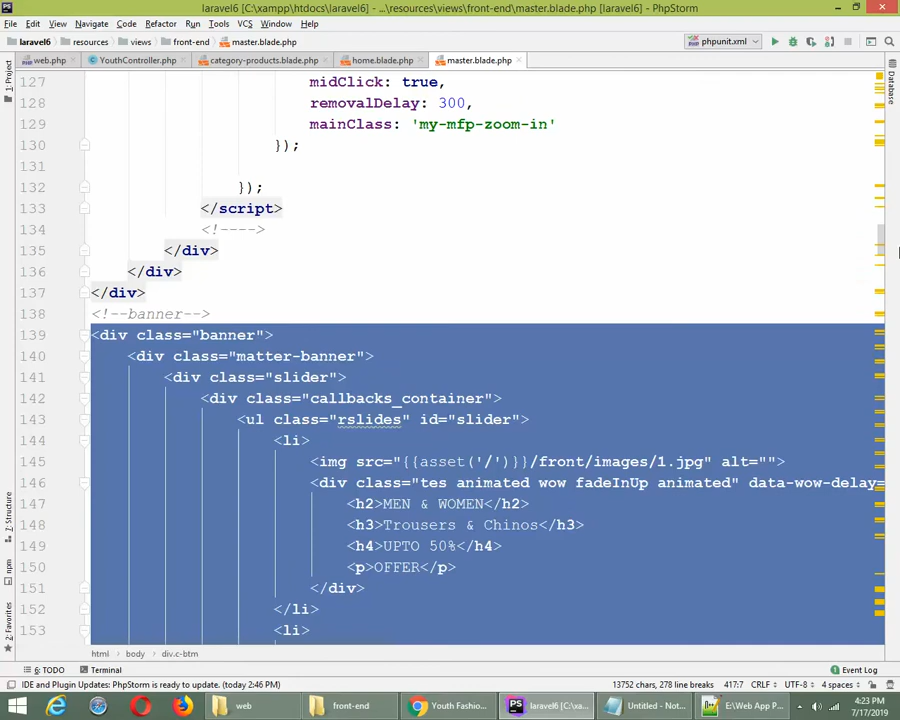 laravel6 [C:\xampp\htdocs\laravel6] - ...\resources\views\front-end\master.blade.php - PhpStorm
File Edit View Navigate Code Refactor Run Tools VCS Window Help
laravel6 resources views front-end master.blade.php phpunit.xml
web.php YouthController.php category-products.blade.php home.blade.php master.blade.php
1: Project
Database
127 midClick: true,
128 removalDelay: 300,
129 mainClass: 'my-mfp-zoom-in'
130 });
131
132 });
133 </script>
134 <!---->
135 </div>
136 </div>
137 </div>
138 <!--banner-->
139 <div class="banner">
140 <div class="matter-banner">
141 <div class="slider">
142 <div class="callbacks_container">
143 <ul class="rslides" id="slider">
144 <li>
145 <img src="{{asset('/')}}/front/images/1.jpg" alt="">
146 <div class="tes animated wow fadeInUp animated" data-wow-delay=
147 <h2>MEN & WOMEN</h2>
148 <h3>Trousers & Chinos</h3>
149 <h4>UPTO 50%</h4>
150 <p>OFFER</p>
151 </div>
152 </li>
153 <li>
7: Structure
npm
2: Favorites
html body div.c-btm
6: TODO Terminal Event Log
IDE and Plugin Updates: PhpStorm is ready to update. (today 2:46 PM) 13752 chars, 278 line breaks 417:7 CRLF UTF-8 4 spaces
web front-end Youth Fashio... laravel6 [C:\xa... Untitled - Not... E:\Web App P... 4:23 PM
7/17/2019